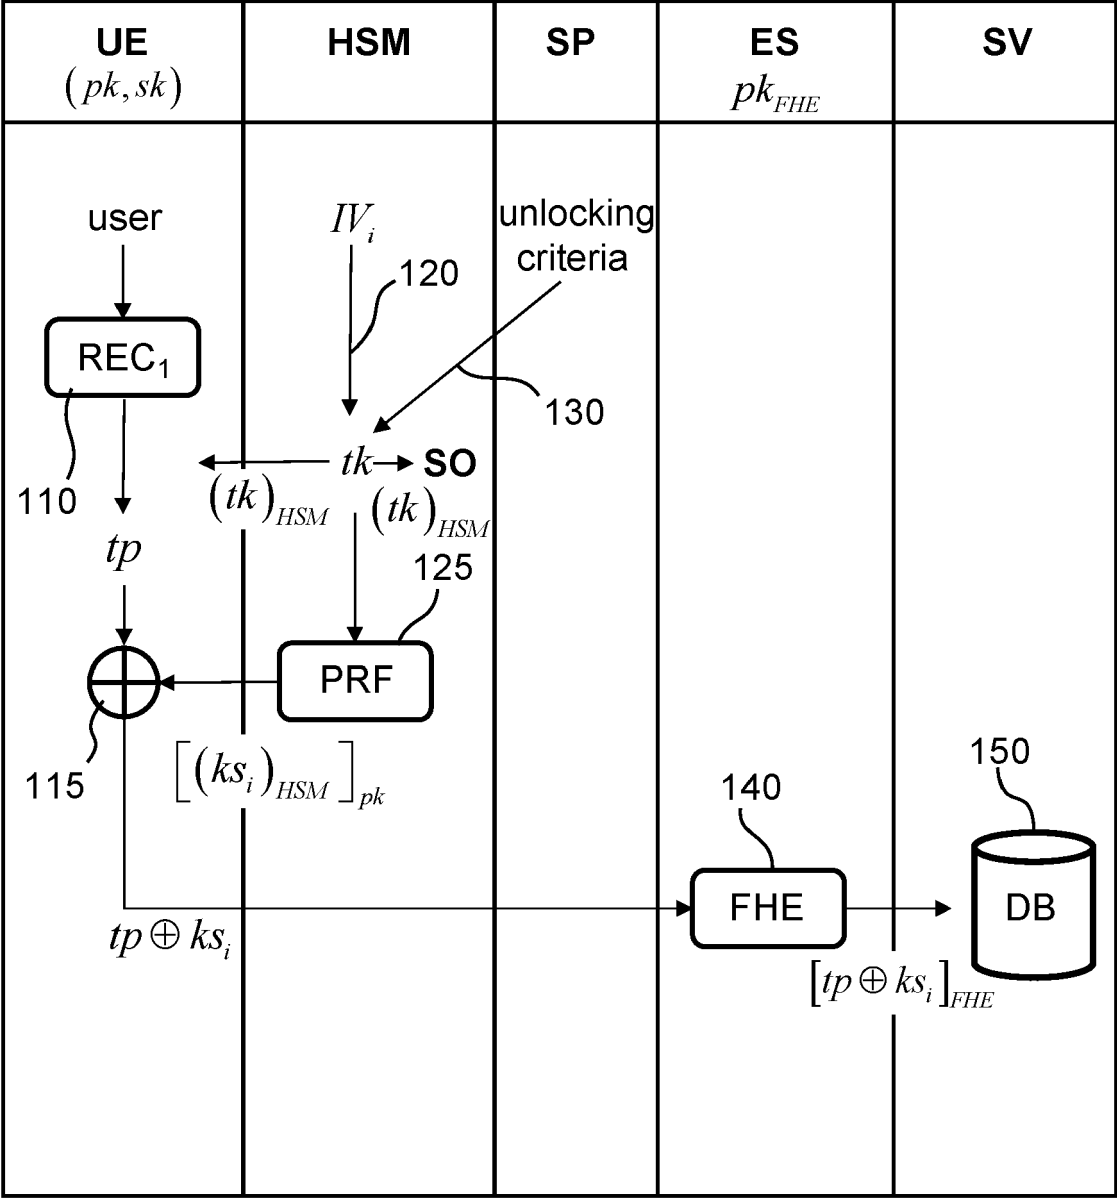 UE
HSM
SP
ES
SV
(pk, sk)
pk_FHE
user
IV_i
unlocking
criteria
120
REC₁
130
tk
SO
110
(tk)_HSM
(tk)_HSM
tp
125
PRF
115
[(ks_i)_HSM]_pk
140
150
FHE
DB
tp ⊕ ks_i
[tp ⊕ ks_i]_FHE